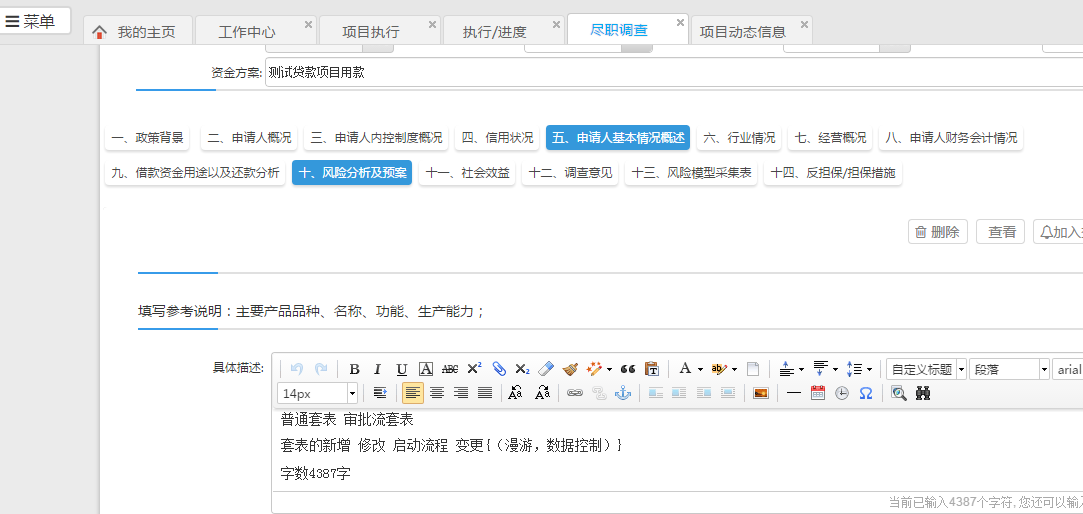 菜单
我的主页 工作中心 项目执行 执行/进度 尽职调查 项目动态信息
资金方案: 测试贷款项目用款
一、政策背景 二、申请人概况 三、申请人内控制度概况 四、信用状况 五、申请人基本情况概述 六、行业情况 七、经营概况 八、申请人财务会计情况
九、借款资金用途以及还款分析 十、风险分析及预案 十一、社会效益 十二、调查意见 十三、风险模型采集表 十四、反担保/担保措施
删除 查看 加入
填写参考说明：主要产品品种、名称、功能、生产能力；
具体描述:
B I U A ABC X² X₂ A ab 自定义标题 段落 arial
14px
普通套表 审批流套表
套表的新增 修改 启动流程 变更{（漫游，数据控制）}
字数4387字
当前已输入4387个字符, 您还可以输入